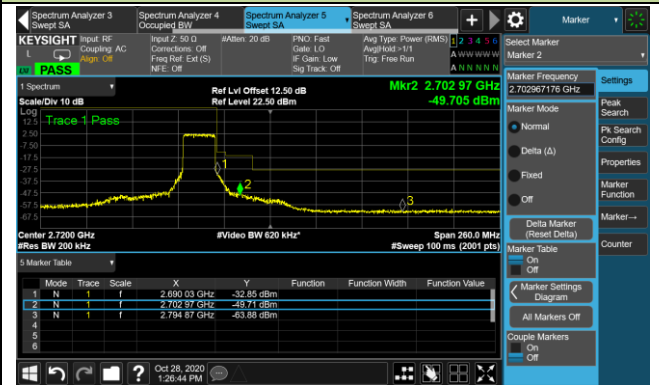 Spectrum Analyzer 3
Swept SA
Spectrum Analyzer 4
Occupied BW
Spectrum Analyzer 5
Swept SA
Spectrum Analyzer 6
Swept SA
+
Marker
KEYSIGHT
L
PASS
Input: RF
Coupling: AC
Align: Off
Input Z: 50 Ω
Corrections: Off
Freq Ref: Ext (S)
NFE: Off
#Atten: 20 dB
PNO: Fast
Gate: LO
IF Gain: Low
Sig Track: Off
Avg Type: Power (RMS)
Avg|Hold:>1/1
Trig: Free Run
1 2 3 4 5 6
A W W W W W
A N N N N N
Select Marker
Marker 2
1 Spectrum
Scale/Div 10 dB
Ref Lvl Offset 12.50 dB
Ref Level 22.50 dBm
Mkr2 2.702 97 GHz
-49.705 dBm
Log
Trace 1 Pass
12.5
2.50
-7.50
-17.5
-27.5
-37.5
-47.5
-57.5
-67.5
1
2
3
Center 2.7200 GHz
#Res BW 200 kHz
#Video BW 620 kHz*
Span 260.0 MHz
#Sweep 100 ms (2001 pts)
5 Marker Table
Mode Trace Scale X Y Function Function Width Function Value
1 N 1 f 2.690 03 GHz -32.85 dBm
2 N 1 f 2.702 97 GHz -49.71 dBm
3 N 1 f 2.794 87 GHz -63.88 dBm
4
5
6
Marker Frequency
2.702967176 GHz
Marker Mode
Normal
Delta (Δ)
Fixed
Off
Delta Marker
(Reset Delta)
Marker Table
On
Off
Marker Settings
Diagram
All Markers Off
Couple Markers
On
Off
Settings
Peak
Search
Pk Search
Config
Properties
Marker
Function
Marker→
Counter
?
Oct 28, 2020
1:26:44 PM